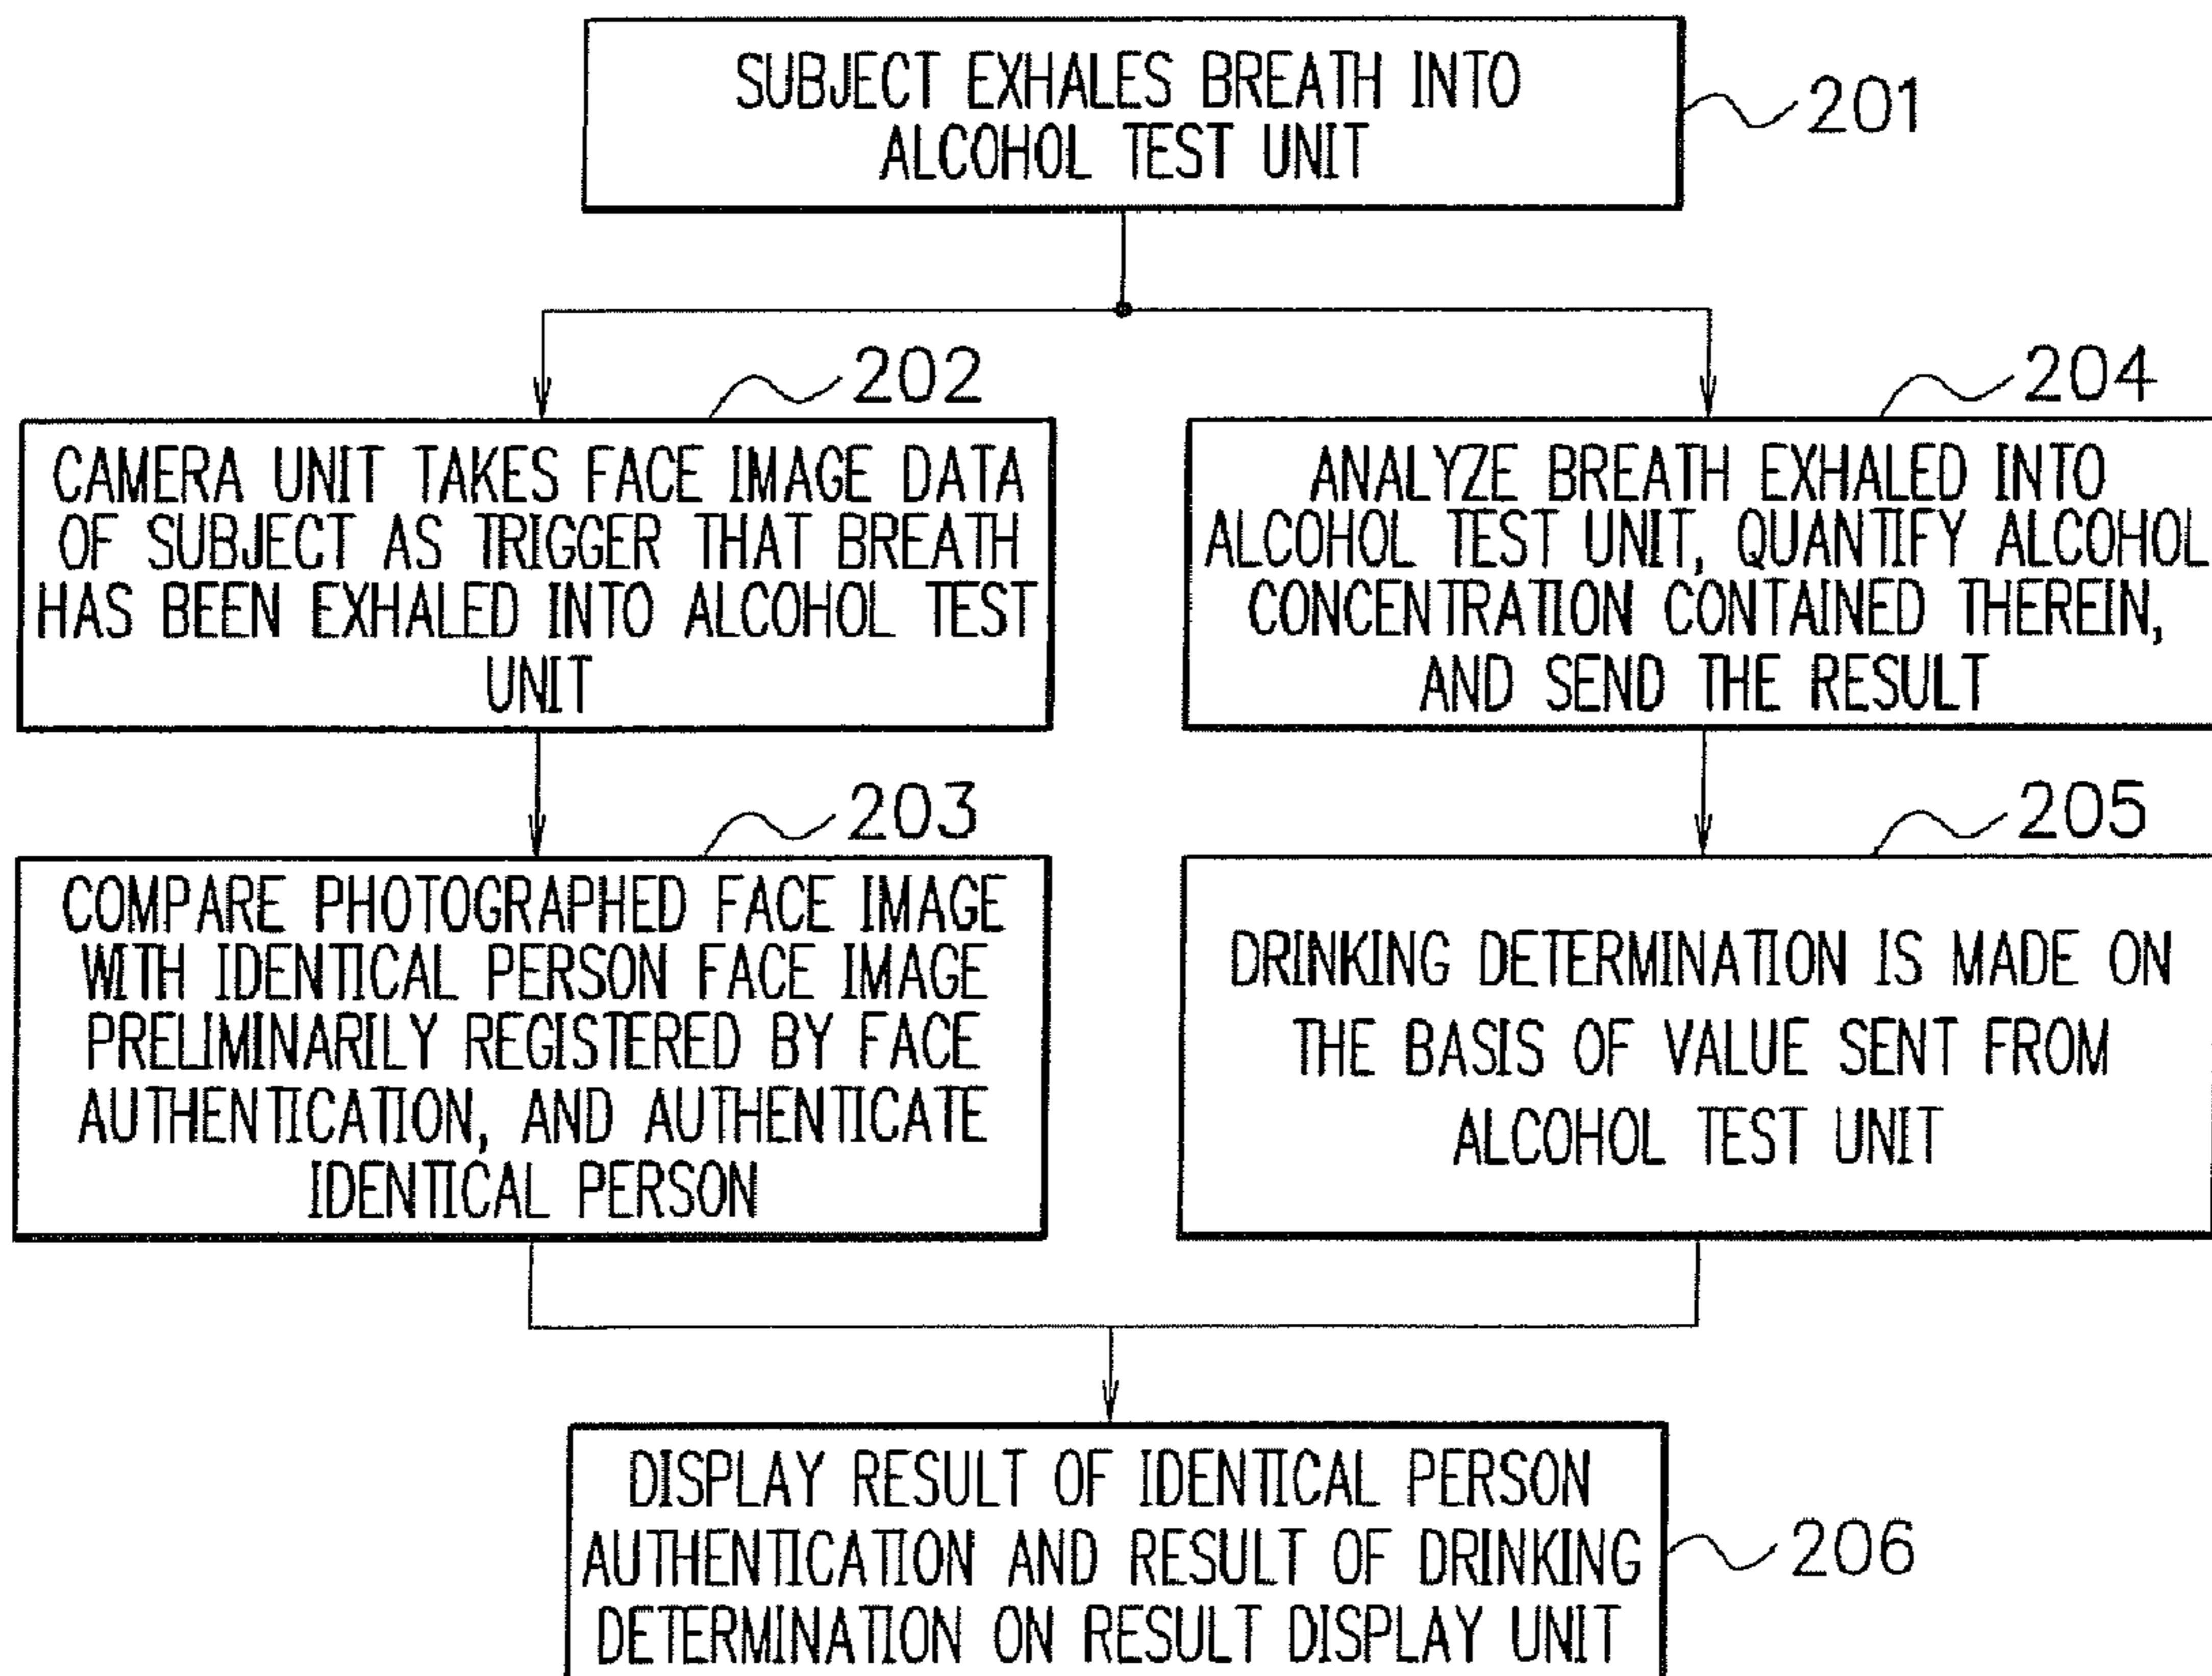 SUBJECT EXHALES BREATH INTO
ALCOHOL TEST UNIT
201
202
CAMERA UNIT TAKES FACE IMAGE DATA
OF SUBJECT AS TRIGGER THAT BREATH
HAS BEEN EXHALED INTO ALCOHOL TEST
UNIT
204
ANALYZE BREATH EXHALED INTO
ALCOHOL TEST UNIT, QUANTIFY ALCOHOL
CONCENTRATION CONTAINED THEREIN,
AND SEND THE RESULT
203
COMPARE PHOTOGRAPHED FACE IMAGE
WITH IDENTICAL PERSON FACE IMAGE
PRELIMINARILY REGISTERED BY FACE
AUTHENTICATION, AND AUTHENTICATE
IDENTICAL PERSON
205
DRINKING DETERMINATION IS MADE ON
THE BASIS OF VALUE SENT FROM
ALCOHOL TEST UNIT
DISPLAY RESULT OF IDENTICAL PERSON
AUTHENTICATION AND RESULT OF DRINKING
DETERMINATION ON RESULT DISPLAY UNIT
206